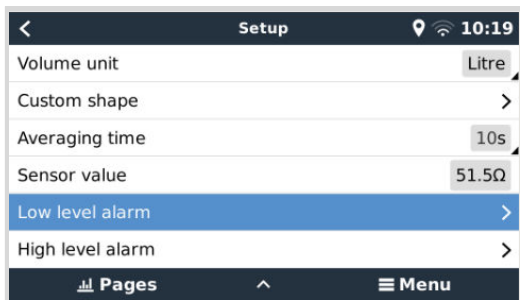 Setup 10:19
Volume unit Litre
Custom shape
Averaging time 10s
Sensor value 51.5Ω
Low level alarm
High level alarm
Pages Menu